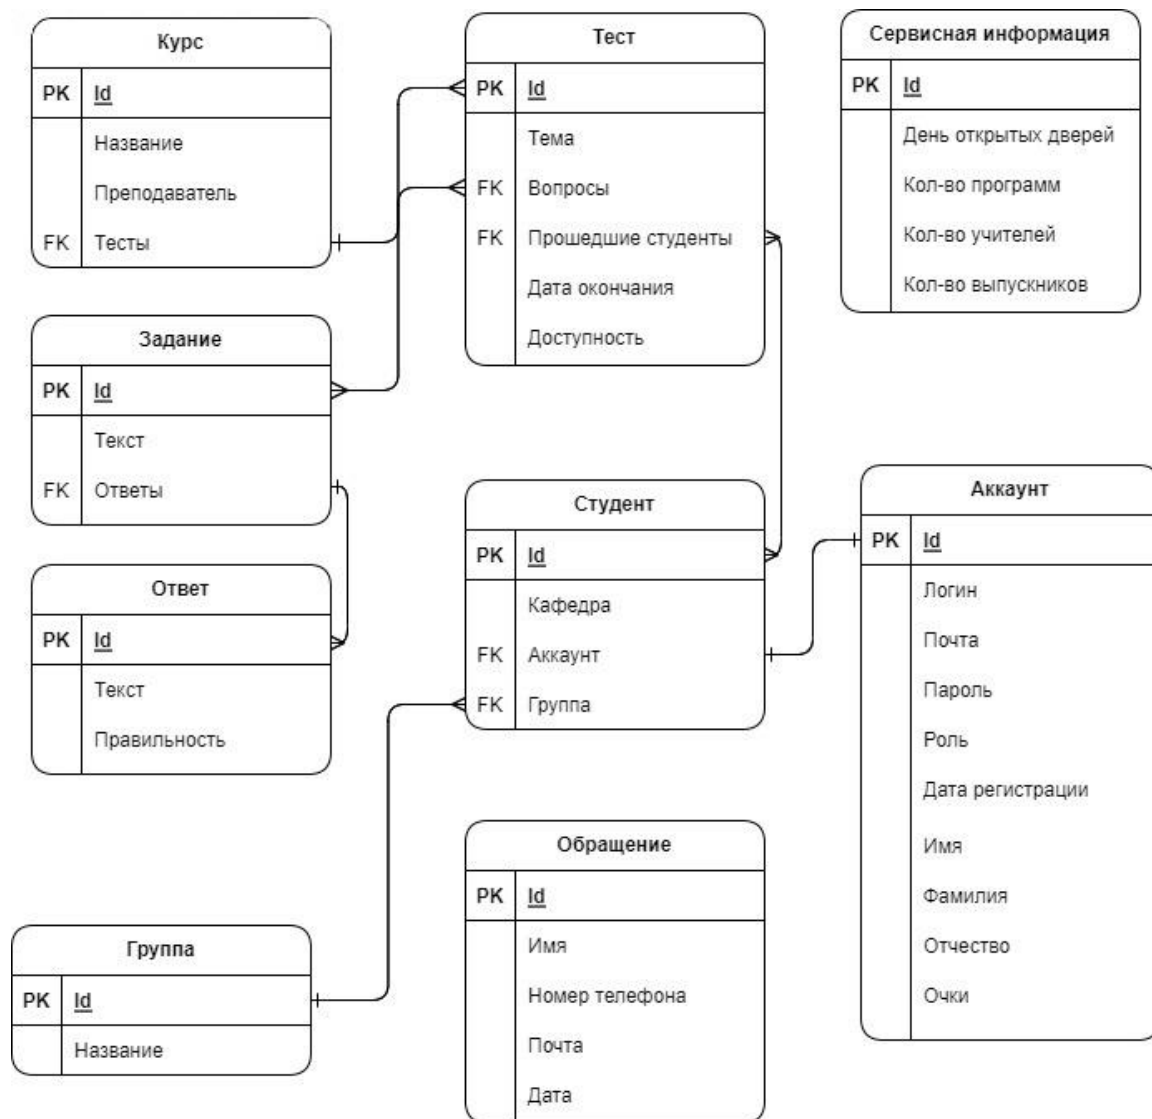 Курс
PK Id
Название
Преподаватель
FK Тесты
Тест
PK Id
Тема
FK Вопросы
FK Прошедшие студенты
Дата окончания
Доступность
Сервисная информация
PK Id
День открытых дверей
Кол-во программ
Кол-во учителей
Кол-во выпускников
Задание
PK Id
Текст
FK Ответы
Ответ
PK Id
Текст
Правильность
Студент
PK Id
Кафедра
FK Аккаунт
FK Группа
Аккаунт
PK Id
Логин
Почта
Пароль
Роль
Дата регистрации
Имя
Фамилия
Отчество
Очки
Группа
PK Id
Название
Обращение
PK Id
Имя
Номер телефона
Почта
Дата